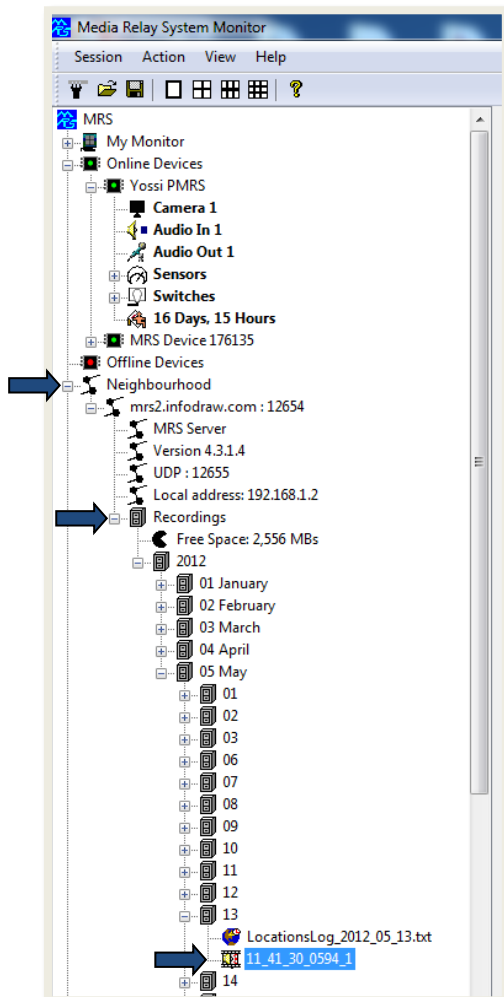 Media Relay System Monitor
Session Action View Help
MRS
My Monitor
Online Devices
Yossi PMRS
Camera 1
Audio In 1
Audio Out 1
Sensors
Switches
16 Days, 15 Hours
MRS Device 176135
Offline Devices
Neighbourhood
mrs2.infodraw.com : 12654
MRS Server
Version 4.3.1.4
UDP : 12655
Local address: 192.168.1.2
Recordings
Free Space: 2,556 MBs
2012
01 January
02 February
03 March
04 April
05 May
01
02
03
06
07
08
09
10
11
12
13
LocationsLog_2012_05_13.txt
11_41_30_0594_1
14